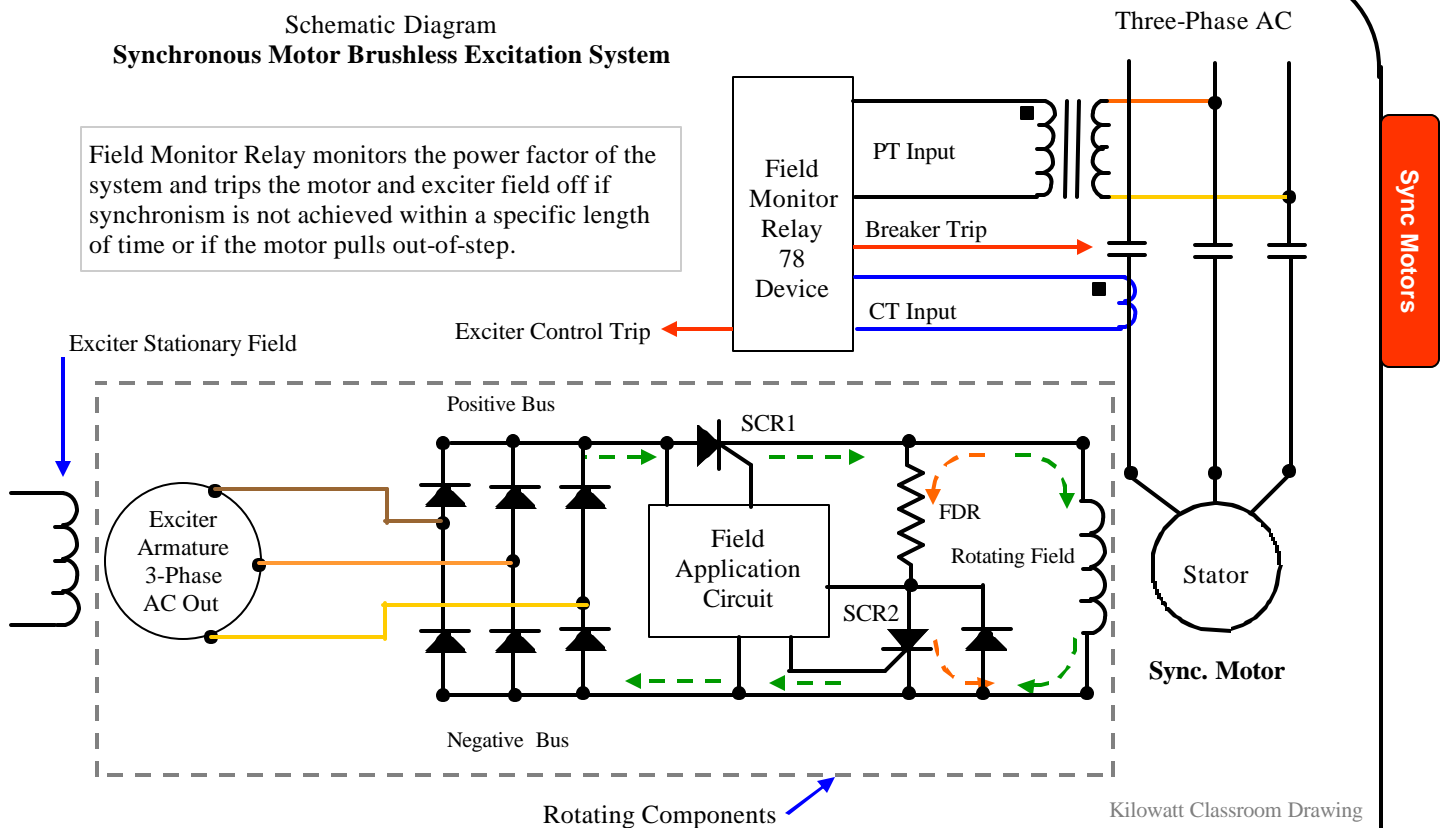 Schematic Diagram
Synchronous Motor Brushless Excitation System
Three-Phase AC
Field Monitor Relay monitors the power factor of the
system and trips the motor and exciter field off if
synchronism is not achieved within a specific length
of time or if the motor pulls out-of-step.
Field
Monitor
Relay
78
Device
PT Input
Breaker Trip
CT Input
Sync Motors
Exciter Control Trip
Exciter Stationary Field
Positive Bus
SCR1
Exciter
Armature
3-Phase
AC Out
Field
Application
Circuit
FDR
Rotating Field
SCR2
Stator
Sync. Motor
Negative Bus
Rotating Components
Kilowatt Classroom Drawing